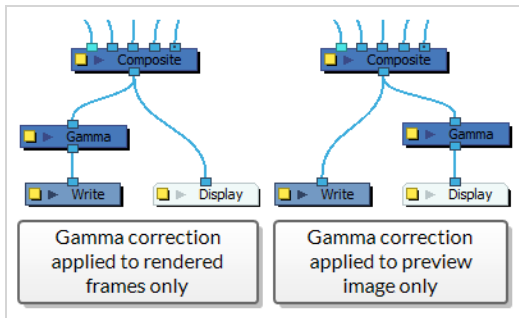 Composite
Composite
Gamma
Gamma
Write
Display
Write
Display
Gamma correction
applied to rendered
frames only
Gamma correction
applied to preview
image only